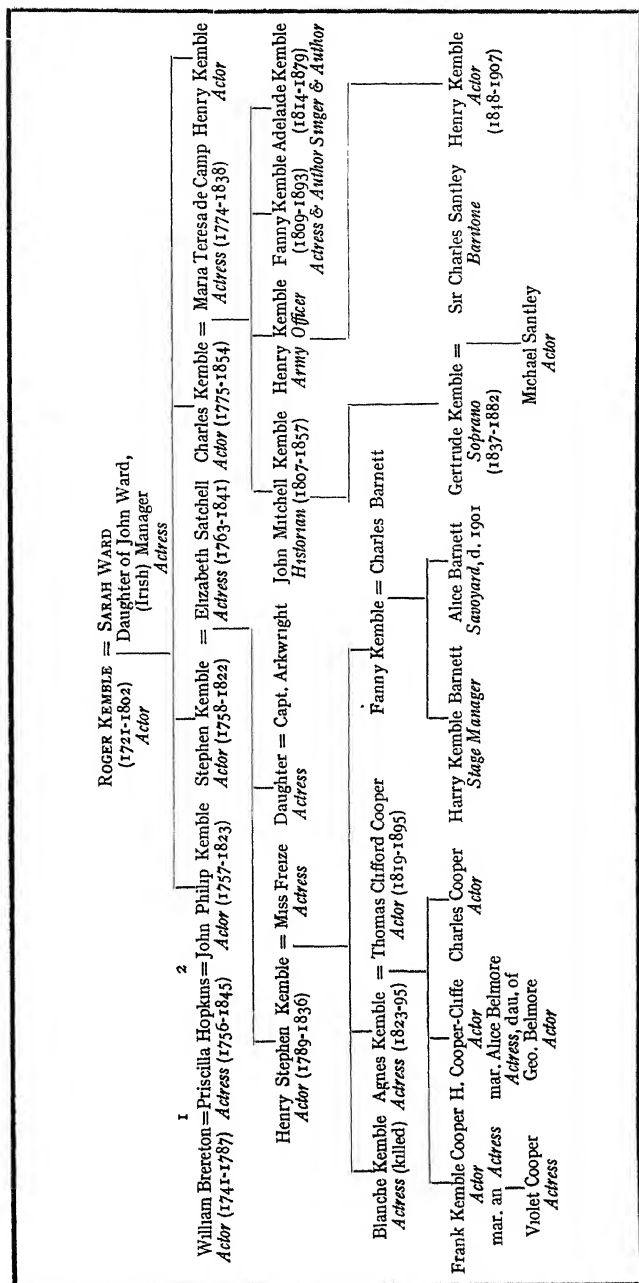 ROGER KEMBLE = SARAH WARD
(1721-1802) Daughter of John Ward,
Actor (Irish) Manager
Actress
1 2
William Brereton=Priscilla Hopkins=John Philip Kemble Stephen Kemble = Elizabeth Satchell Charles Kemble = Maria Teresa de Camp Henry Kemble
Actor (1741-1787) Actress (1756-1845) Actor (1757-1823) Actor (1758-1822) Actress (1763-1841) Actor (1775-1854) Actress (1774-1838) Actor
Henry Stephen Kemble = Miss Freize Daughter = Capt. Arkwright John Mitchell Kemble Henry Kemble Fanny Kemble Adelaide Kemble
Actor (1789-1836) Actress Actress Historian (1807-1857) Army Officer (1809-1893) (1814-1879)
Actress & Author Singer & Author
Blanche Kemble Agnes Kemble = Thomas Clifford Cooper Fanny Kemble = Charles Barnett
Actress (killed) Actress (1823-95) Actor (1819-1895)
Frank Kemble Cooper H. Cooper-Cliffe Charles Cooper Harry Kemble Barnett Alice Barnett Gertrude Kemble = Sir Charles Santley Henry Kemble
Actor Actor Actor Stage Manager Savoyard, d. 1901 Soprano Baritone Actor
mar. an Actress mar. Alice Belmore (1837-1882) (1848-1907)
Actress, dau. of
Geo. Belmore
Actor
Violet Cooper Michael Santley
Actress Actor